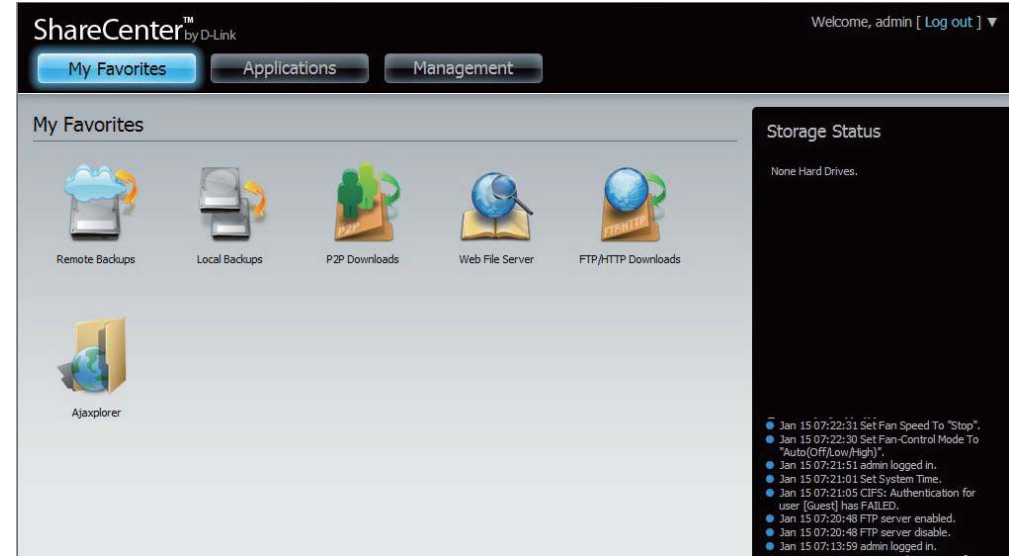 ShareCenter™ by D-Link
Welcome, admin [ Log out ] ▼
My Favorites
Applications
Management
My Favorites
Remote Backups
Local Backups
P2P
P2P Downloads
Web File Server
FTP/HTTP
FTP/HTTP Downloads
Ajaxplorer
Storage Status
None Hard Drives.
Jan 15 07:22:31 Set Fan Speed To "Stop".
Jan 15 07:22:30 Set Fan-Control Mode To
"Auto(Off/Low/High)".
Jan 15 07:21:51 admin logged in.
Jan 15 07:21:01 Set System Time.
Jan 15 07:21:05 CIFS: Authentication for
user [Guest] has FAILED.
Jan 15 07:20:48 FTP server enabled.
Jan 15 07:20:48 FTP server disable.
Jan 15 07:13:59 admin logged in.